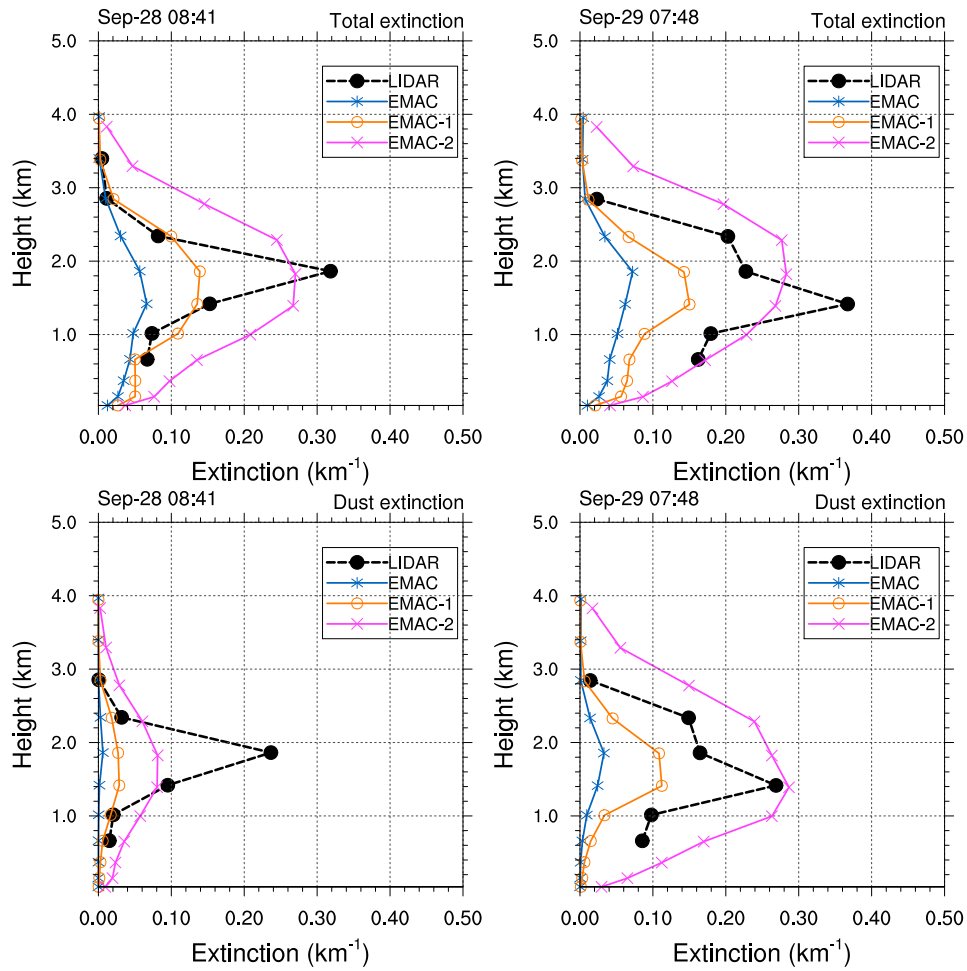 Sep-28 08:41 Total extinction
5.0
4.0
3.0
2.0
1.0
Height (km)
LIDAR
EMAC
EMAC-1
EMAC-2
0.00 0.10 0.20 0.30 0.40 0.50
Extinction (km-1)
Sep-29 07:48 Total extinction
5.0
4.0
3.0
2.0
1.0
Height (km)
LIDAR
EMAC
EMAC-1
EMAC-2
0.00 0.10 0.20 0.30 0.40 0.50
Extinction (km-1)
Sep-28 08:41 Dust extinction
5.0
4.0
3.0
2.0
1.0
Height (km)
LIDAR
EMAC
EMAC-1
EMAC-2
0.00 0.10 0.20 0.30 0.40 0.50
Extinction (km-1)
Sep-29 07:48 Dust extinction
5.0
4.0
3.0
2.0
1.0
Height (km)
LIDAR
EMAC
EMAC-1
EMAC-2
0.00 0.10 0.20 0.30 0.40 0.50
Extinction (km-1)